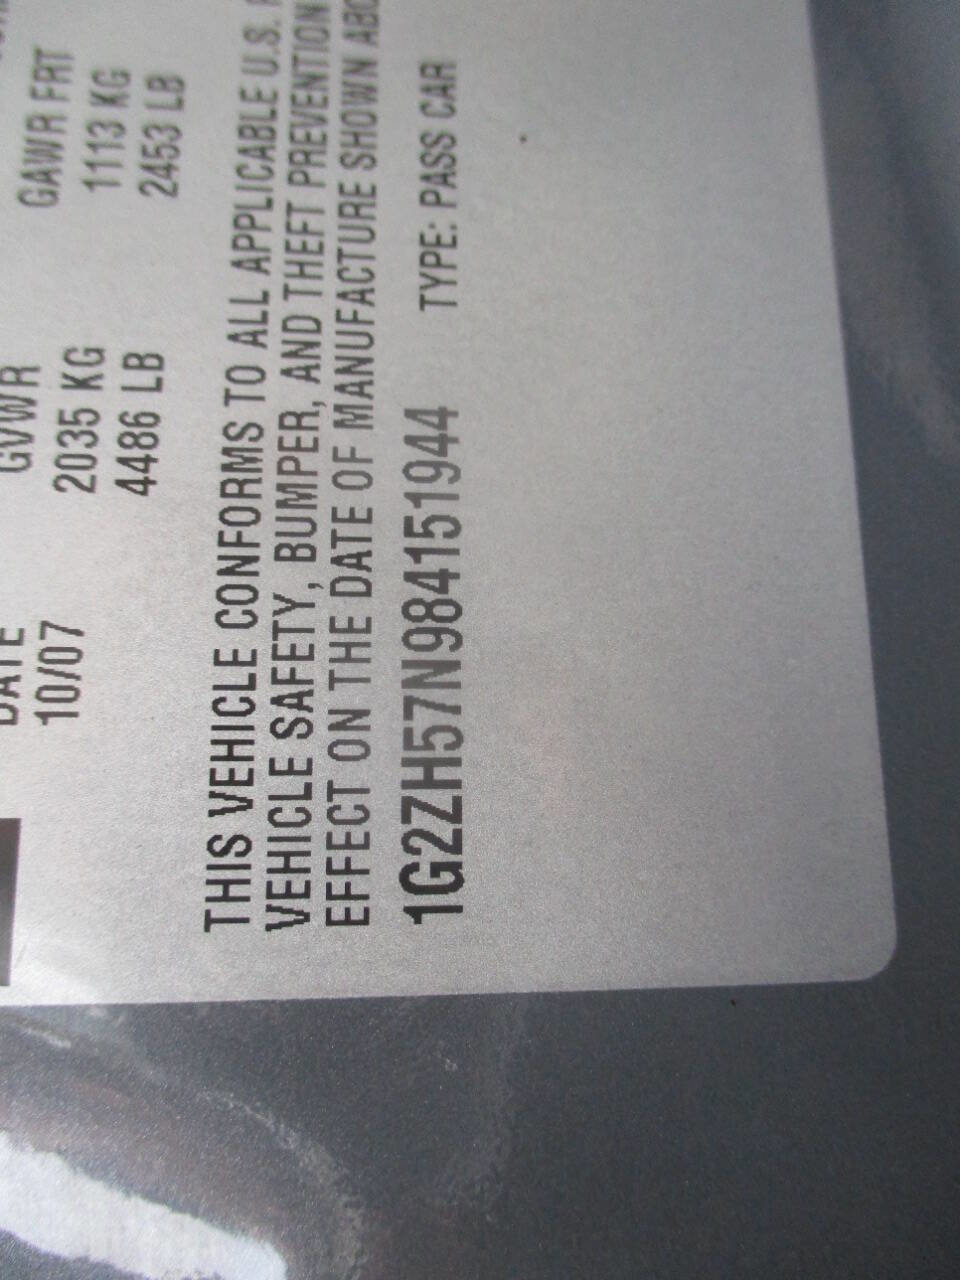 DATE GVWR GAWR FRT
10/07 2035 KG 1113 KG
4486 LB 2453 LB
THIS VEHICLE CONFORMS TO ALL APPLICABLE U.S.
VEHICLE SAFETY, BUMPER, AND THEFT PREVENTION
EFFECT ON THE DATE OF MANUFACTURE SHOWN ABO
1G2ZH57N984151944 TYPE: PASS CAR